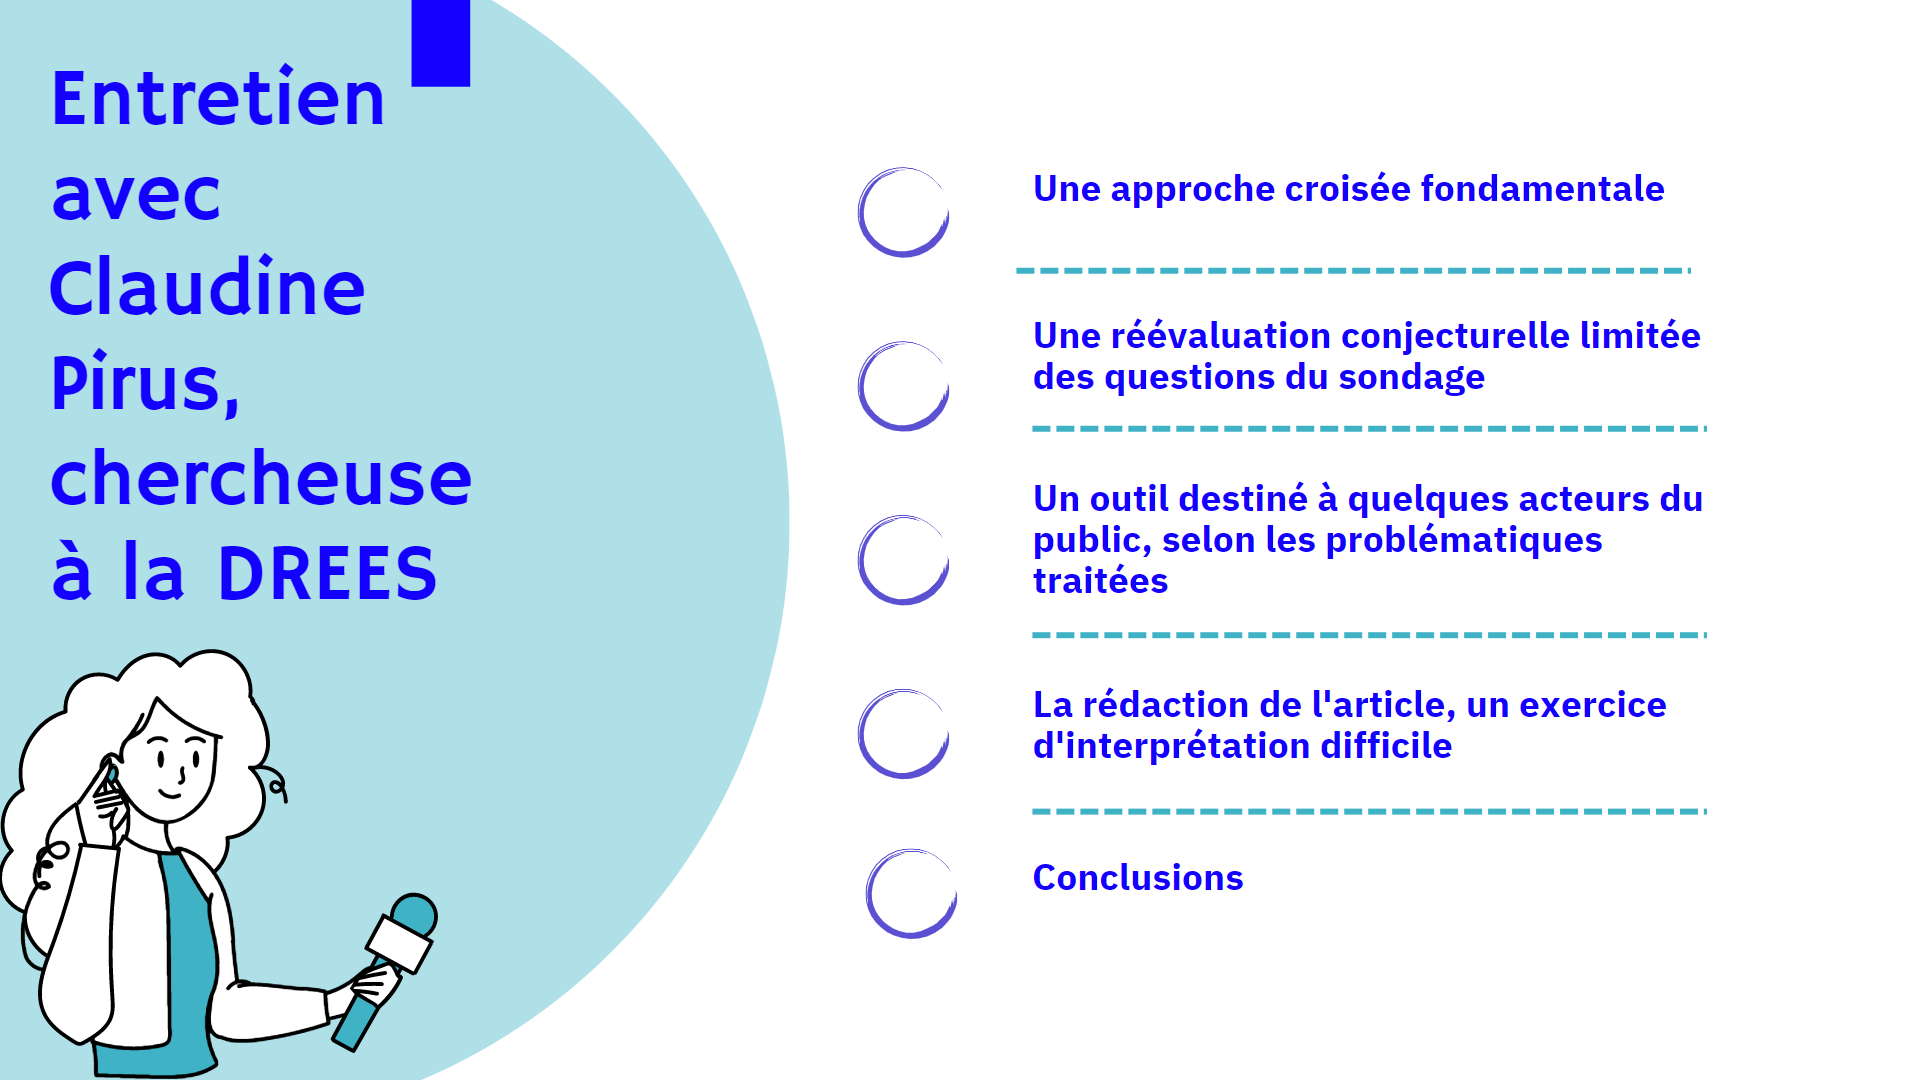 Entretien
avec
Claudine
Pirus,
chercheuse
à la DREES
Une approche croisée fondamentale
Une réévaluation conjecturelle limitée
des questions du sondage
Un outil destiné à quelques acteurs du
public, selon les problématiques
traitées
La rédaction de l'article, un exercice
d'interprétation difficile
Conclusions